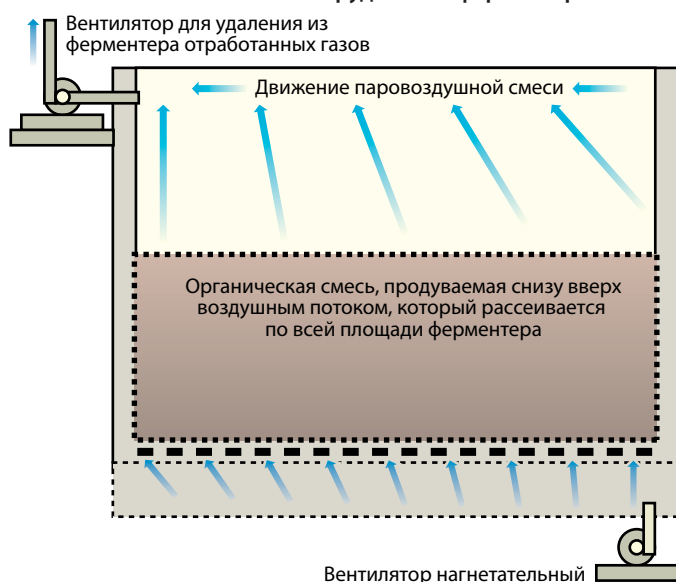 Вентилятор для удаления из
ферментера отработанных газов
Движение паровоздушной смеси
Органическая смесь, продуваемая снизу вверх
воздушным потоком, который рассеивается
по всей площади ферментера
Вентилятор нагнетательный